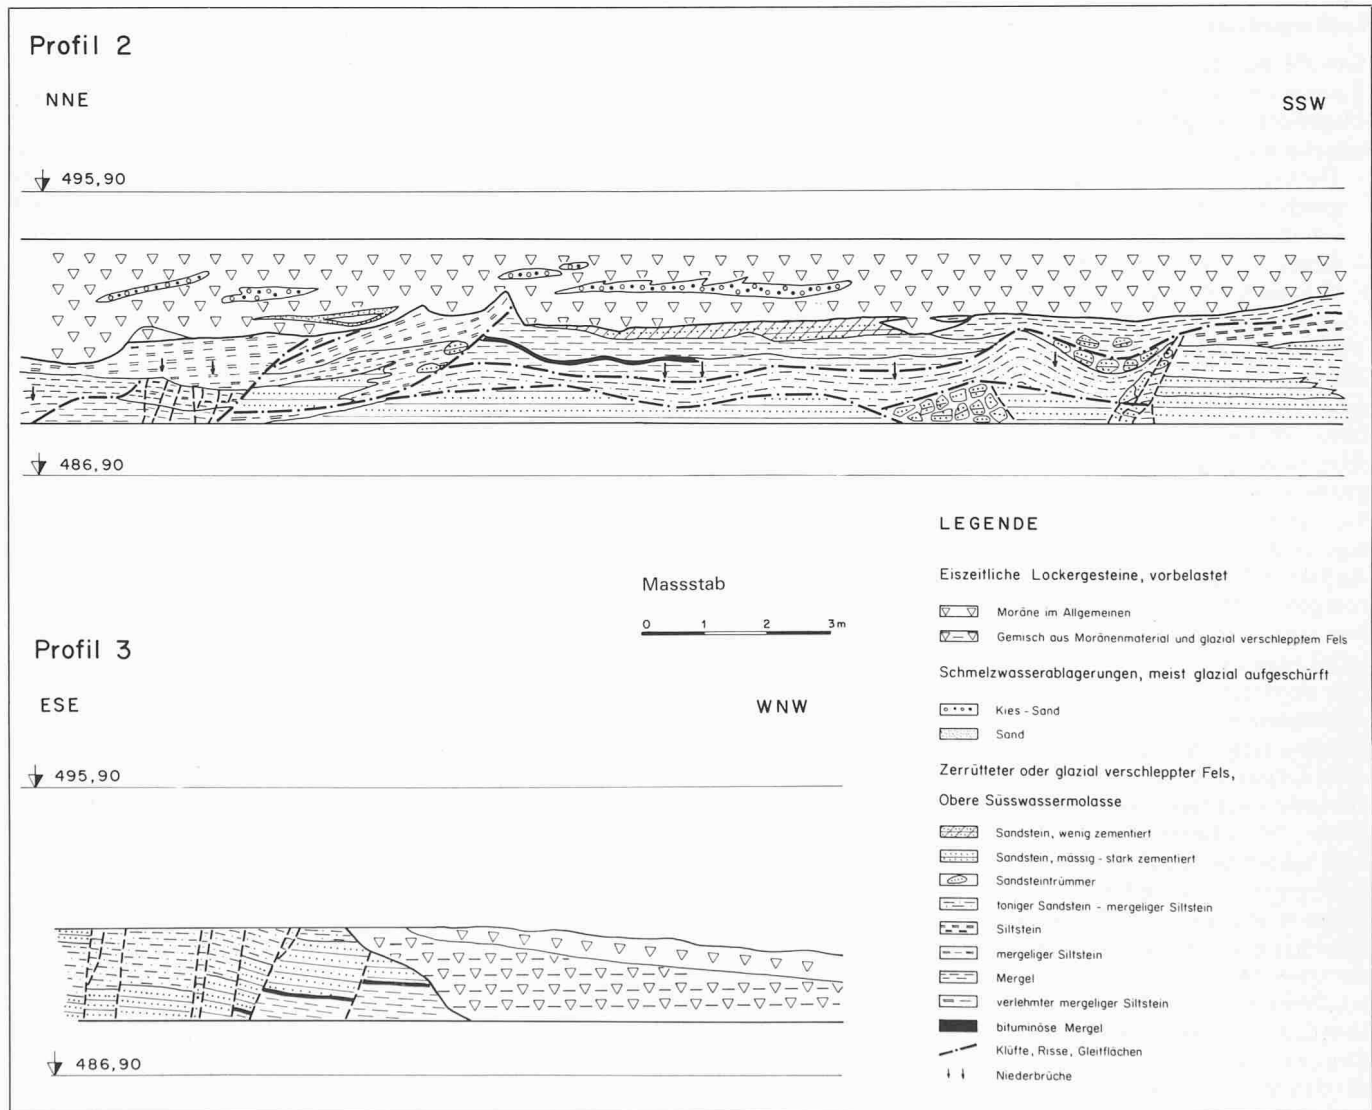 Profil 2
NNE
SSW
495,90
486,90
Massstab
0 1 2 3m
Profil 3
ESE
WNW
495,90
486,90
LEGENDE
Eiszeitliche Lockergesteine, vorbelastet
Moräne im Allgemeinen
Gemisch aus Moränenmaterial und glazial verschlepptem Fels
Schmelzwasserablagerungen, meist glazial aufgeschürft
Kies - Sand
Sand
Zerrütteter oder glazial verschleppter Fels,
Obere Süsswassermolasse
Sandstein, wenig zementiert
Sandstein, mässig - stark zementiert
Sandsteintrümmer
toniger Sandstein - mergeliger Siltstein
Siltstein
mergeliger Siltstein
Mergel
verlehmter mergeliger Siltstein
bituminöse Mergel
Klüfte, Risse, Gleitflächen
Niederbrüche